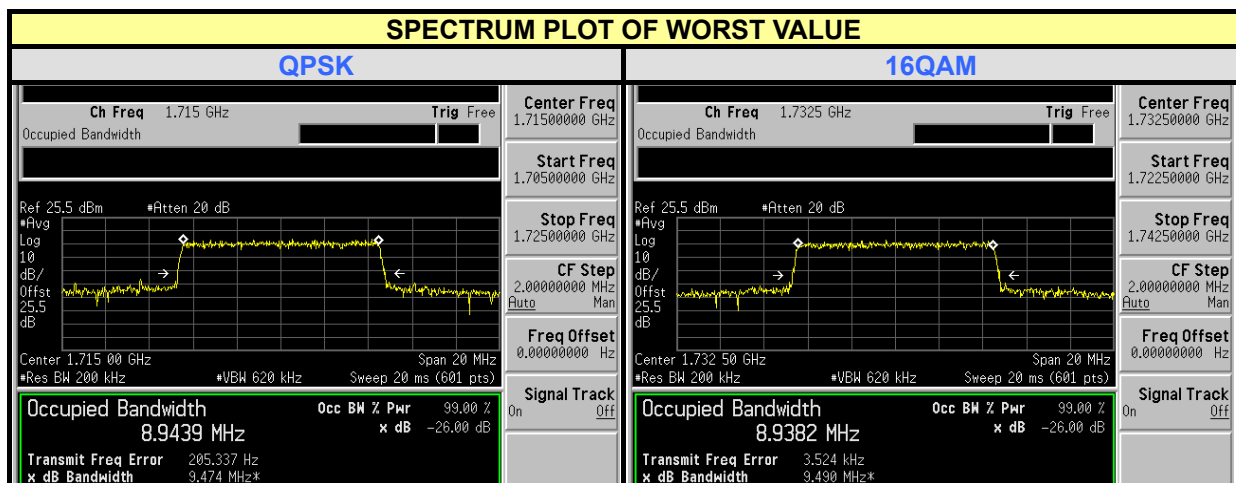 SPECTRUM PLOT OF WORST VALUE
QPSK
Ch Freq 1.715 GHz Trig Free
Occupied Bandwidth
Ref 25.5 dBm #Atten 20 dB
#Avg
Log
10
dB/
Offst
25.5
dB
Center 1.715 00 GHz Span 20 MHz
#Res BW 200 kHz #VBW 620 kHz Sweep 20 ms (601 pts)
Occupied Bandwidth Occ BW % Pwr 99.00 %
8.9439 MHz x dB -26.00 dB
Transmit Freq Error 205.337 Hz
x dB Bandwidth 9.474 MHz*
Center Freq
1.71500000 GHz
Start Freq
1.70500000 GHz
Stop Freq
1.72500000 GHz
CF Step
2.00000000 MHz
Auto Man
Freq Offset
0.00000000 Hz
Signal Track
On Off
16QAM
Ch Freq 1.7325 GHz Trig Free
Occupied Bandwidth
Ref 25.5 dBm #Atten 20 dB
#Avg
Log
10
dB/
Offst
25.5
dB
Center 1.732 50 GHz Span 20 MHz
#Res BW 200 kHz #VBW 620 kHz Sweep 20 ms (601 pts)
Occupied Bandwidth Occ BW % Pwr 99.00 %
8.9382 MHz x dB -26.00 dB
Transmit Freq Error 3.524 kHz
x dB Bandwidth 9.490 MHz*
Center Freq
1.73250000 GHz
Start Freq
1.72250000 GHz
Stop Freq
1.74250000 GHz
CF Step
2.00000000 MHz
Auto Man
Freq Offset
0.00000000 Hz
Signal Track
On Off